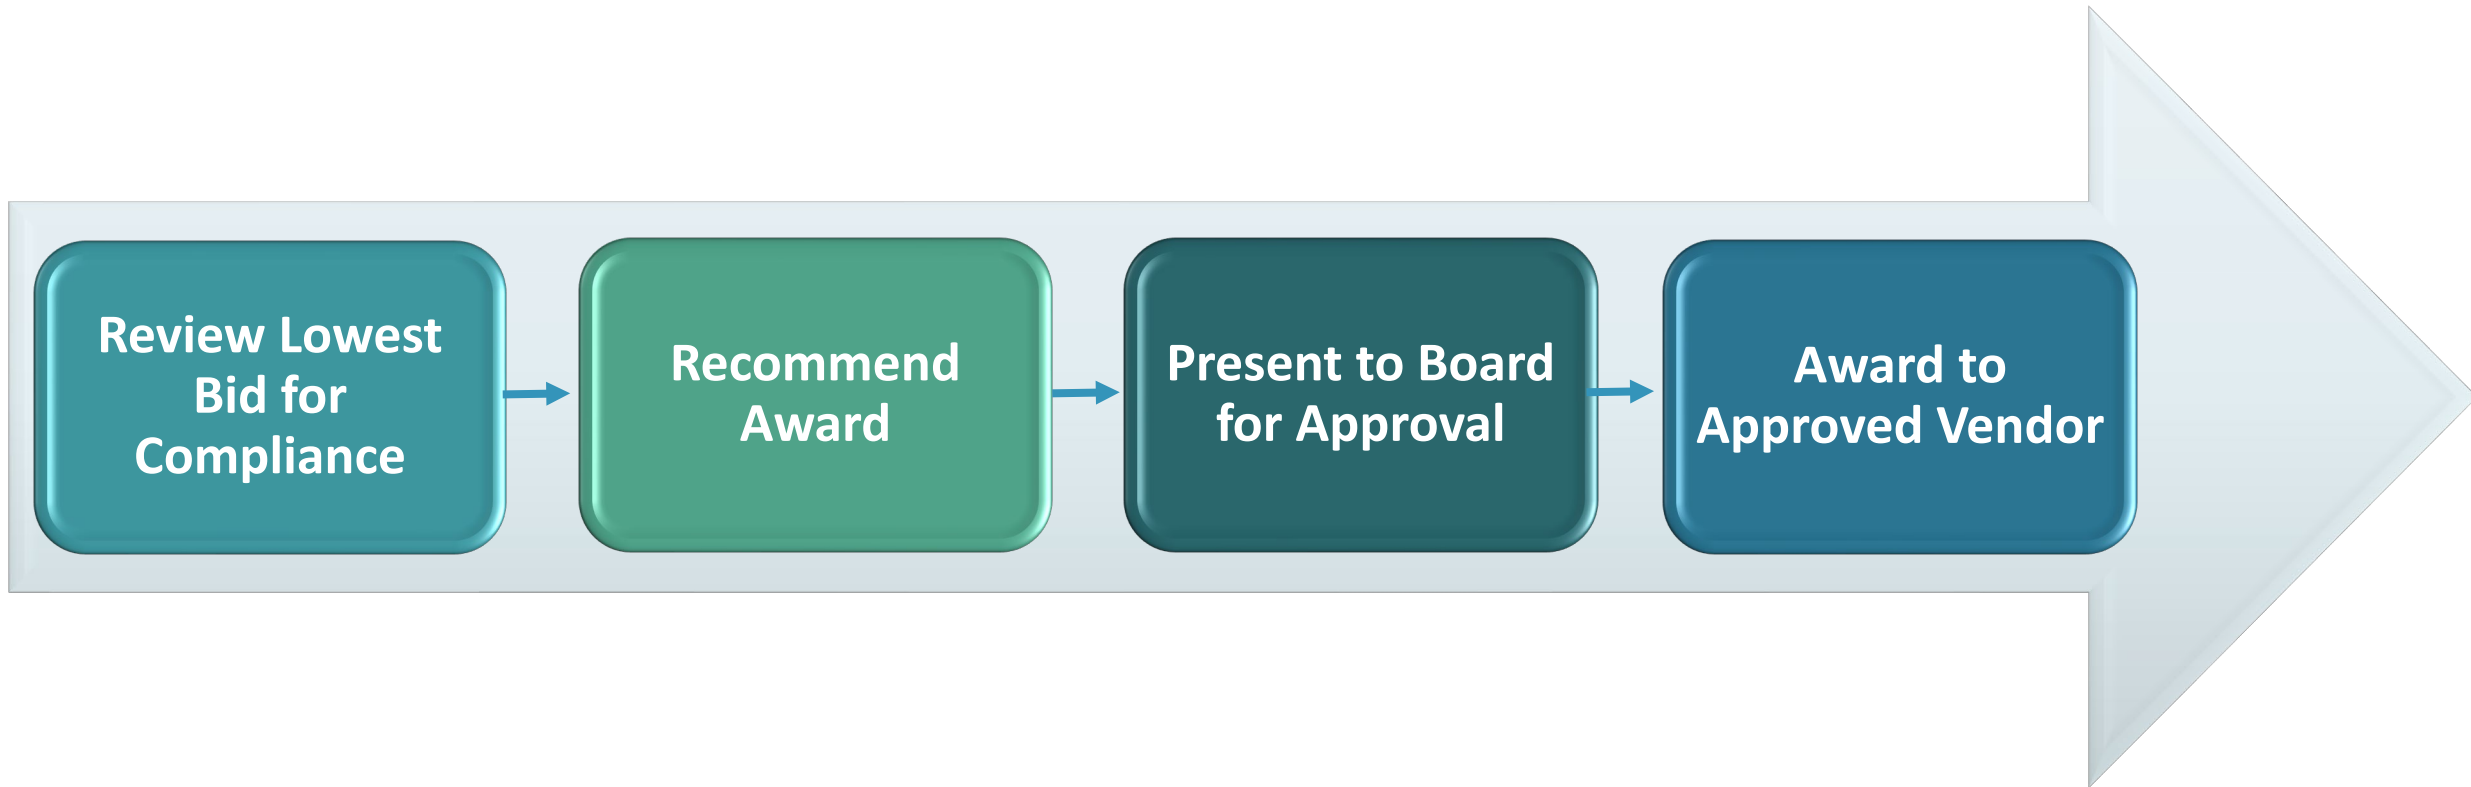 Review Lowest
Bid for
Compliance
Recommend
Award
Present to Board
for Approval
Award to
Approved Vendor